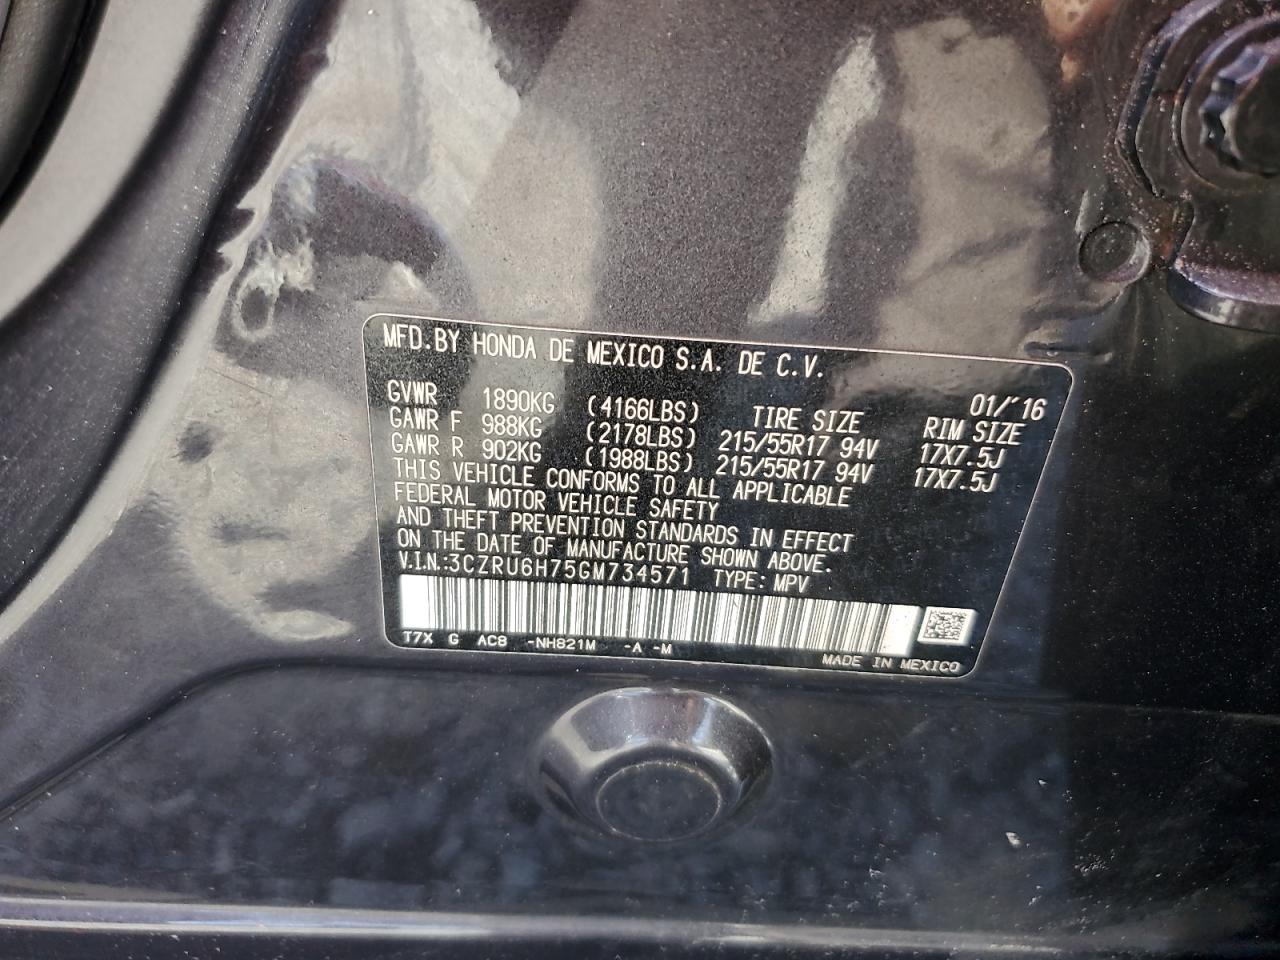 MFD.BY HONDA DE MEXICO S.A. DE C.V.
01/'16
GVWR 1890KG (4166LBS) TIRE SIZE RIM SIZE
GAWR F 988KG (2178LBS) 215/55R17 94V 17X7.5J
GAWR R 902KG (1988LBS) 215/55R17 94V 17X7.5J
THIS VEHICLE CONFORMS TO ALL APPLICABLE
FEDERAL MOTOR VEHICLE SAFETY
AND THEFT PREVENTION STANDARDS IN EFFECT
ON THE DATE OF MANUFACTURE SHOWN ABOVE.
V.I.N.:3CZRU6H75GM734571 TYPE: MPV
T7X G AC8 -NH821M -A -M
MADE IN MEXICO